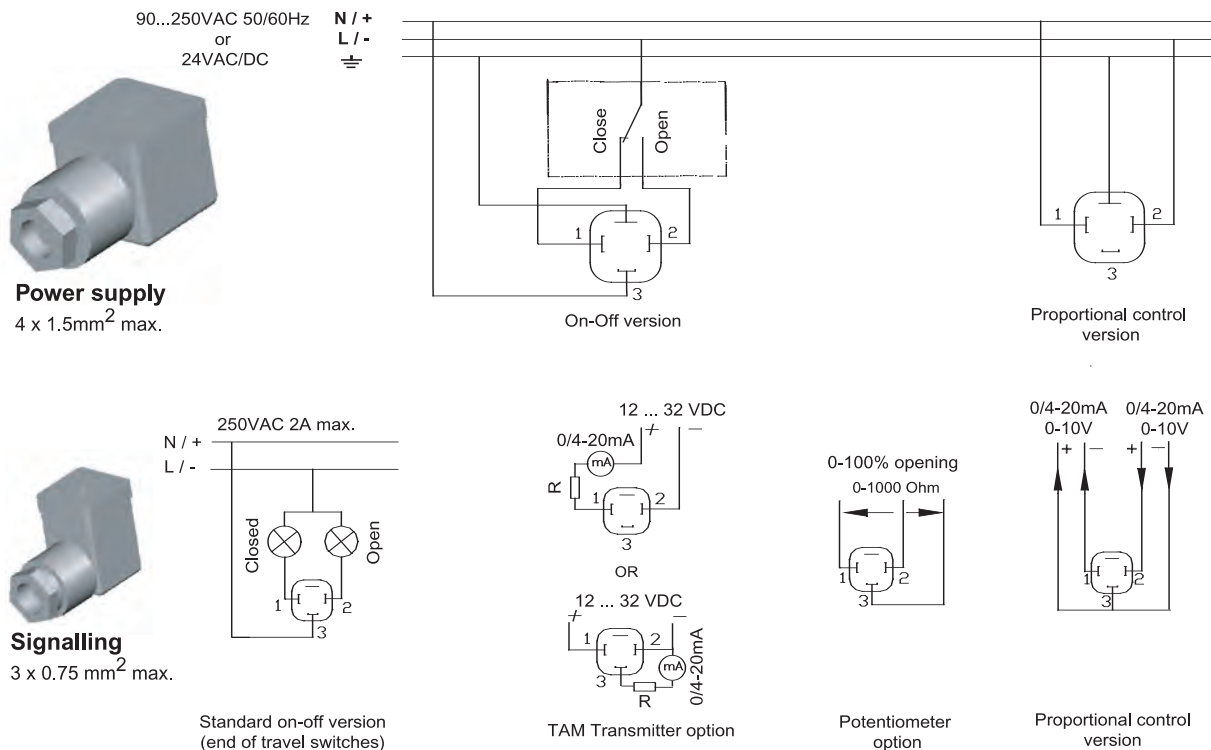 90...250VAC 50/60Hz
or
24VAC/DC
N / +
L / -
Close
Open
1
2
3
On-Off version
1
2
3
Proportional control
version
Power supply
4 x 1.5mm² max.
250VAC 2A max.
N / +
L / -
Closed
Open
1
2
3
Standard on-off version
(end of travel switches)
Signalling
3 x 0.75 mm² max.
12 ... 32 VDC
+
−
0/4-20mA
mA
R
1
2
3
OR
12 ... 32 VDC
+
−
1
2
3
mA
R
0/4-20mA
TAM Transmitter option
0-100% opening
0-1000 Ohm
1
2
3
Potentiometer
option
0/4-20mA
0-10V
+ −
0/4-20mA
0-10V
+ −
1
2
3
Proportional control
version